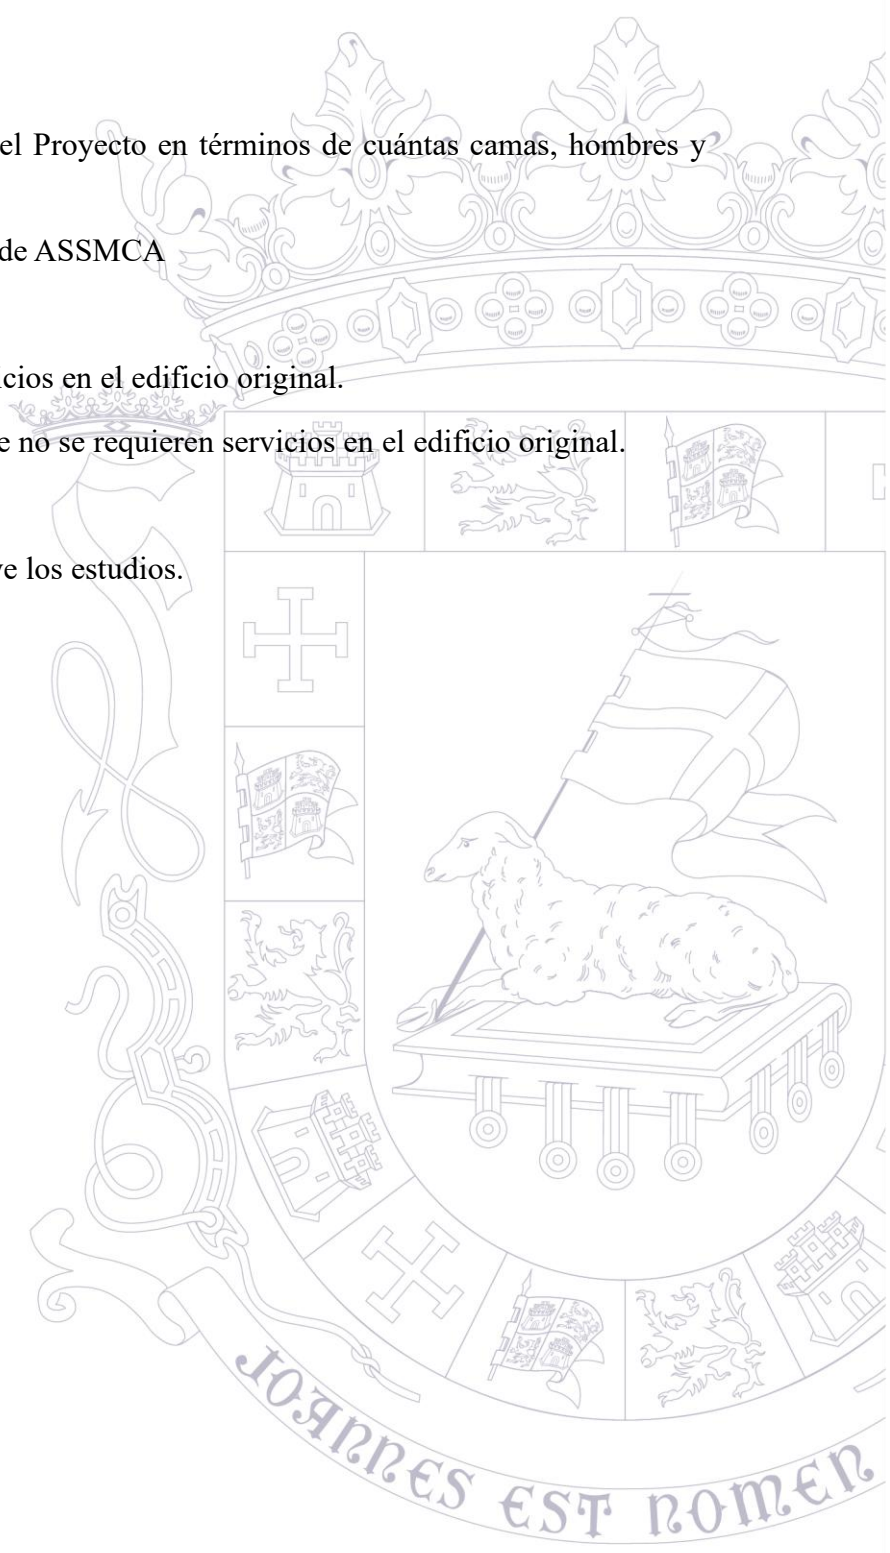 el Proyecto en términos de cuántas camas, hombres y
de ASSMCA
icios en el edificio original.
e no se requieren servicios en el edificio original.
ve los estudios.
JOANNES EST NOMEN